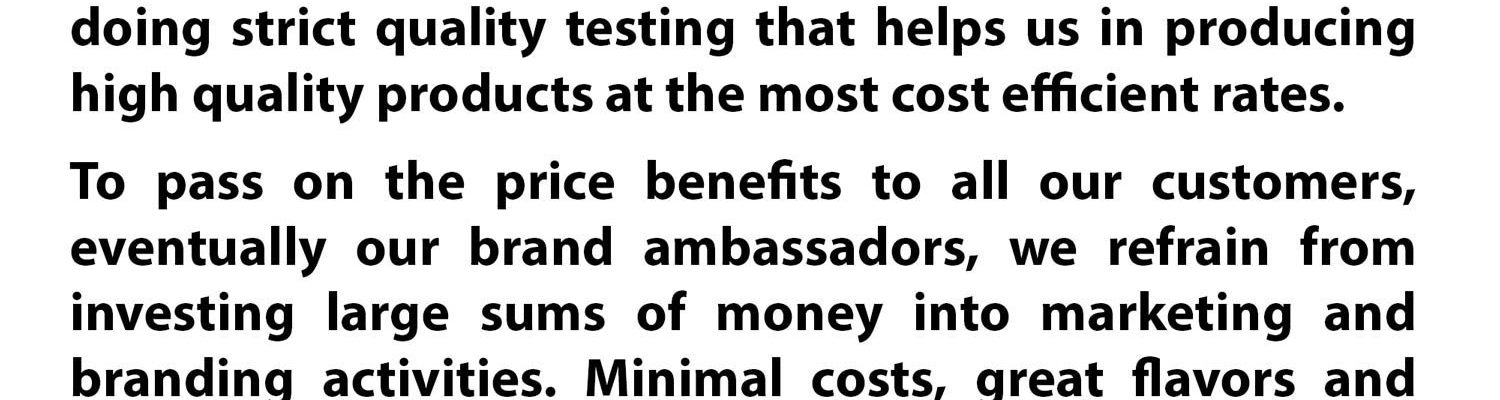 doing strict quality testing that helps us in producing
high quality products at the most cost efficient rates.
To pass on the price benefits to all our customers,
eventually our brand ambassadors, we refrain from
investing large sums of money into marketing and
branding activities. Minimal costs, great flavors and